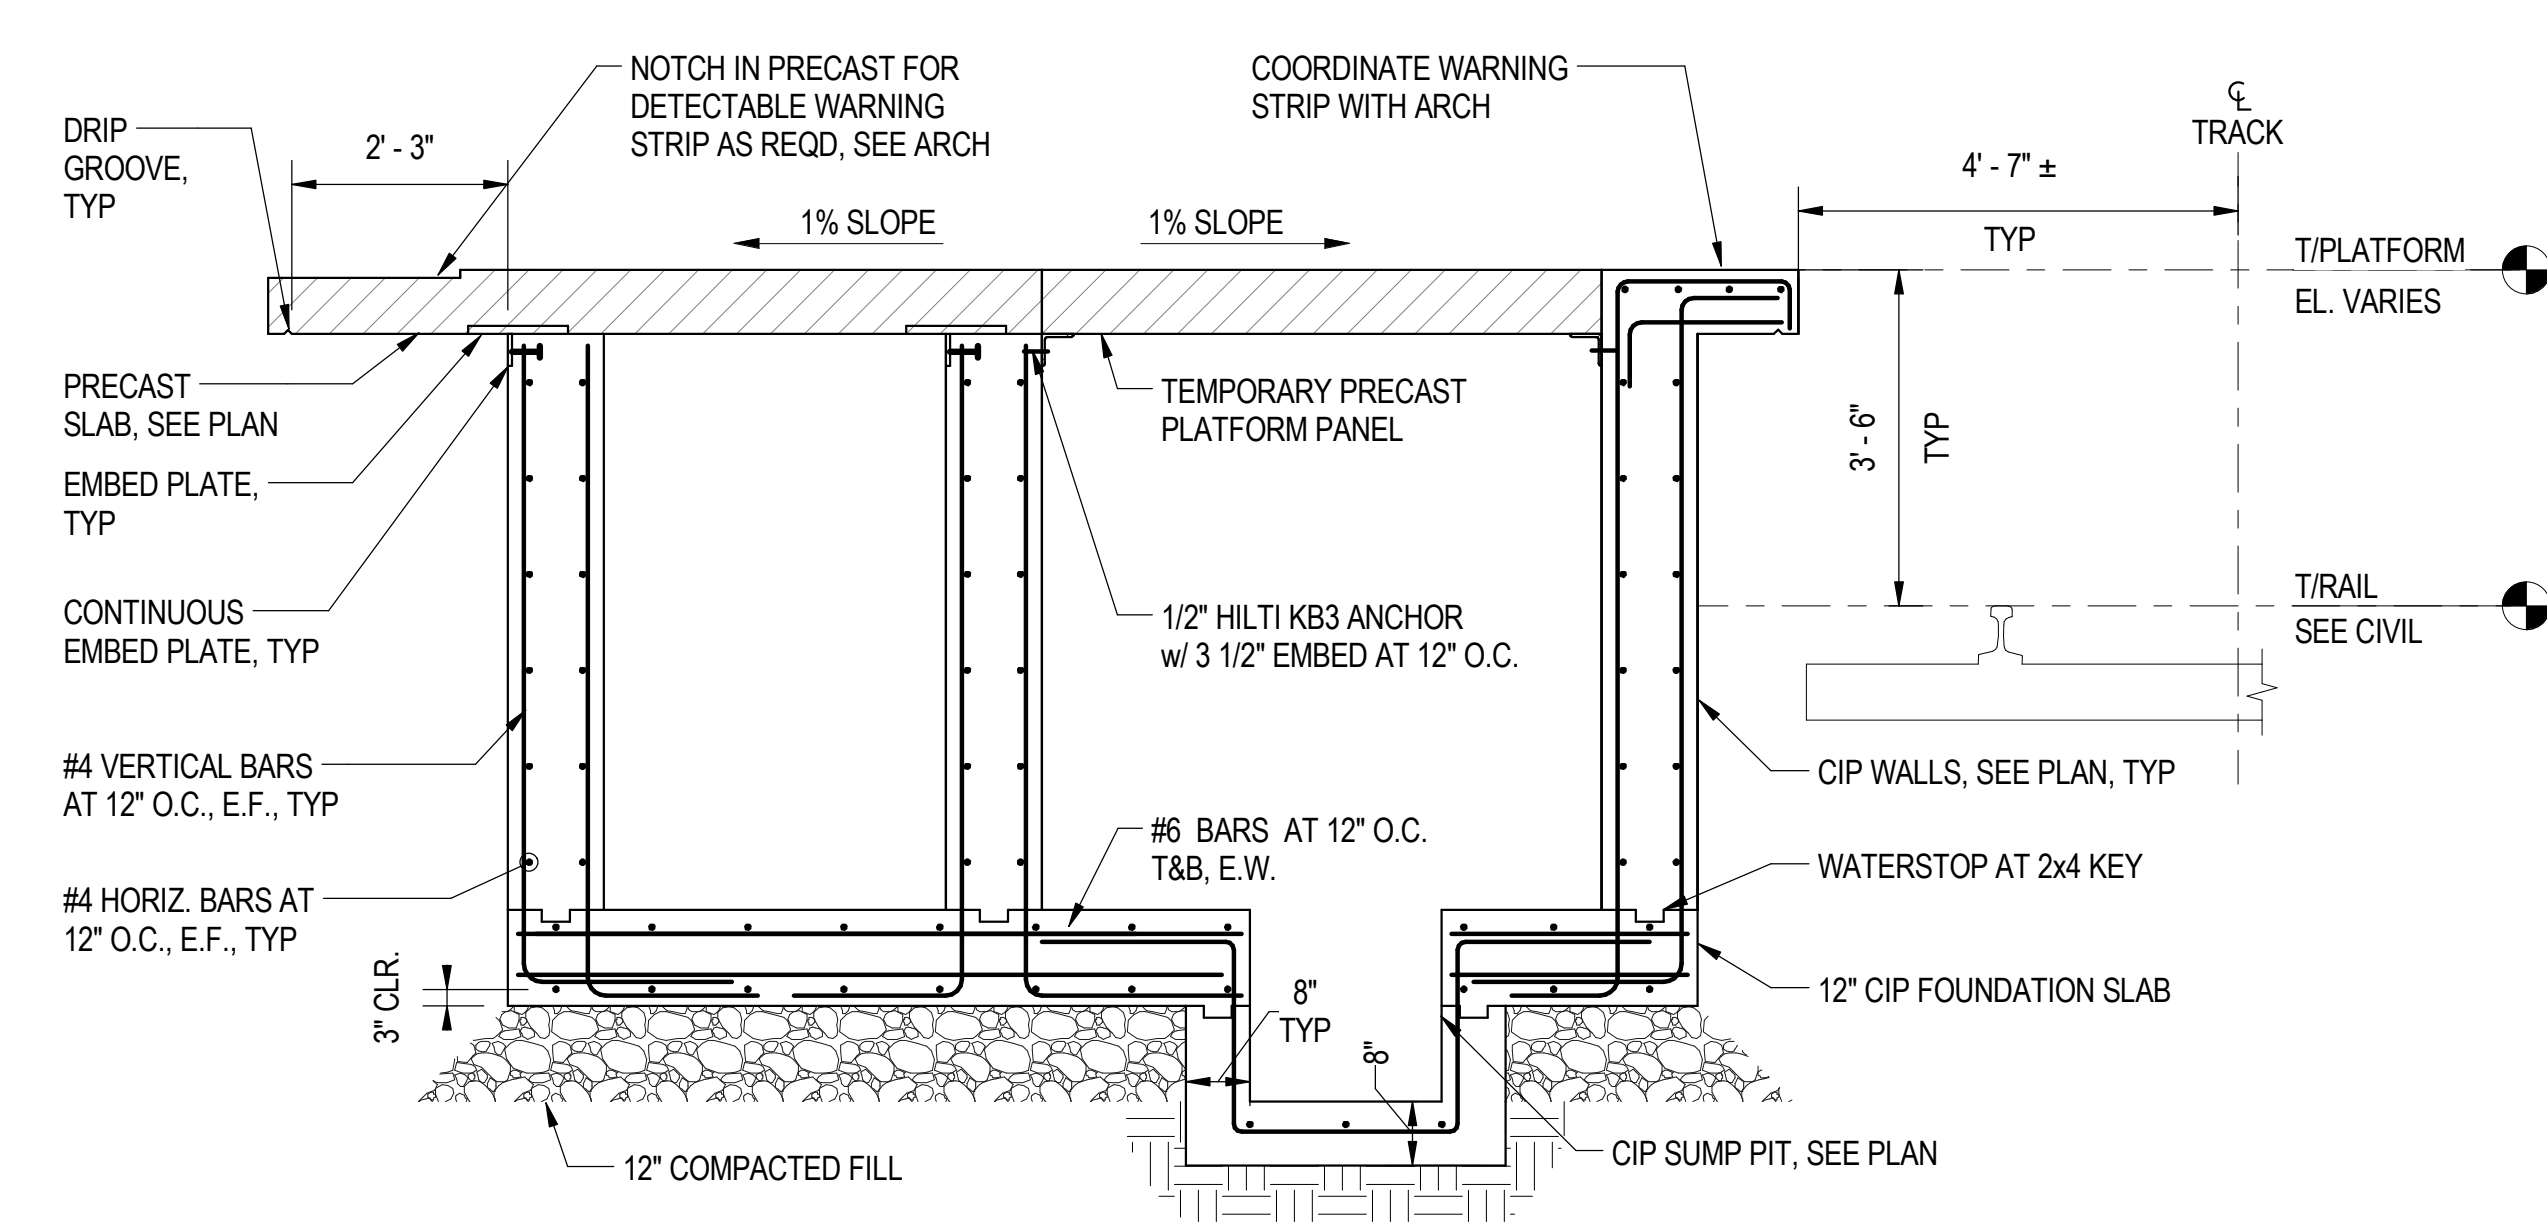 NOTCH IN PRECAST FOR
DETECTABLE WARNING
STRIP AS REQD, SEE ARCH
COORDINATE WARNING
STRIP WITH ARCH
℄
TRACK
DRIP
GROOVE,
TYP
2' - 3"
4' - 7" ±
TYP
1% SLOPE
1% SLOPE
T/PLATFORM
EL. VARIES
PRECAST
SLAB, SEE PLAN
TEMPORARY PRECAST
PLATFORM PANEL
3' - 6"
TYP
EMBED PLATE,
TYP
CONTINUOUS
EMBED PLATE, TYP
1/2" HILTI KB3 ANCHOR
w/ 3 1/2" EMBED AT 12" O.C.
T/RAIL
SEE CIVIL
#4 VERTICAL BARS
AT 12" O.C., E.F., TYP
CIP WALLS, SEE PLAN, TYP
#6 BARS AT 12" O.C.
T&B, E.W.
WATERSTOP AT 2x4 KEY
#4 HORIZ. BARS AT
12" O.C., E.F., TYP
3" CLR.
8"
TYP
8"
12" CIP FOUNDATION SLAB
12" COMPACTED FILL
CIP SUMP PIT, SEE PLAN